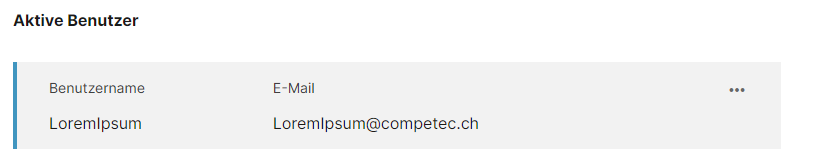 Aktive Benutzer
Benutzername E-Mail •••
LoremIpsum LoremIpsum@competec.ch